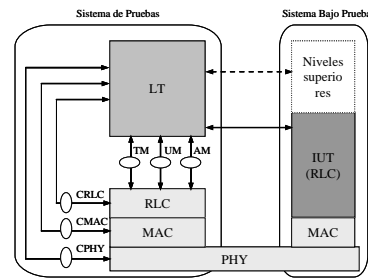 Sistema de Pruebas
Sistema Bajo Prueba
LT
Niveles
superio
res
TM
UM
AM
IUT
(RLC)
CRLC
RLC
CMAC
MAC
MAC
CPHY
PHY